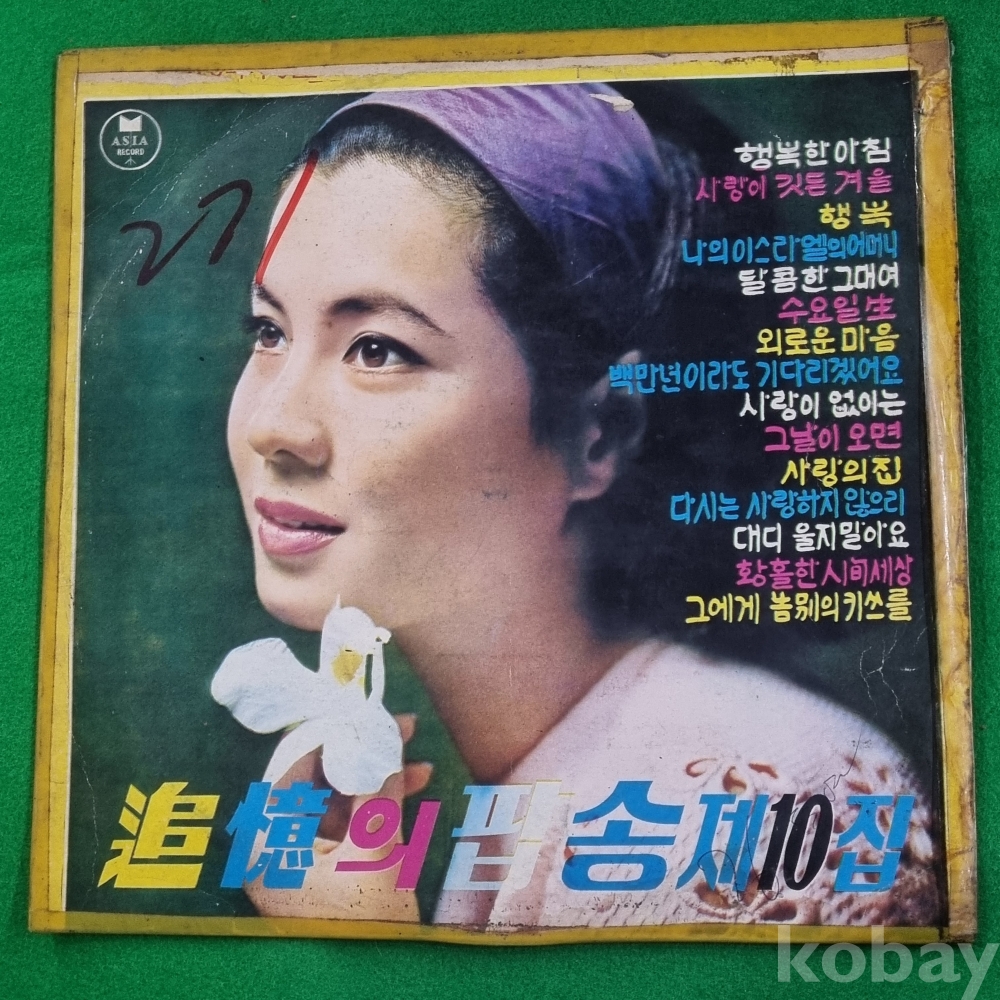 ASIA
RECORD
271
행복한 아침
사랑이 깃든 겨울
행복
나의 이스라엘의 어머니
달콤한 그대여
수요일生
외로운 마음
백만년이라도 기다리겠어요
사랑이 없이는
그날이 오면
사랑의 집
다시는 사랑하지 않으리
대디 울지말아요
황홀한 시間세상
그에게 봄몌의 키쓰를
追憶의 팝송 제10집
kobay